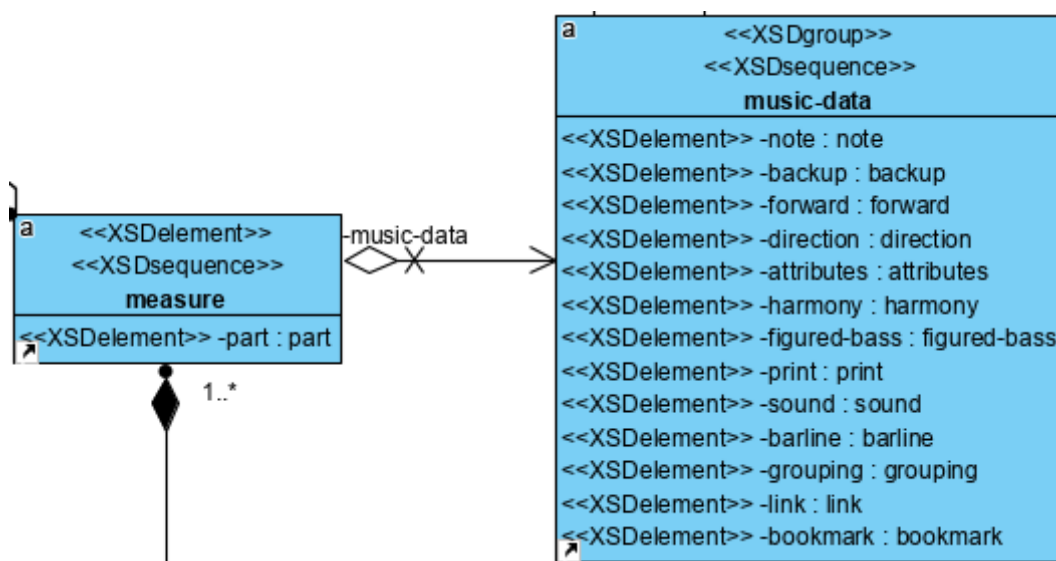 a
<<XSDelement>>
<<XSDsequence>>
measure
<<XSDelement>> -part : part
1..*
-music-data
a
<<XSDgroup>>
<<XSDsequence>>
music-data
<<XSDelement>> -note : note
<<XSDelement>> -backup : backup
<<XSDelement>> -forward : forward
<<XSDelement>> -direction : direction
<<XSDelement>> -attributes : attributes
<<XSDelement>> -harmony : harmony
<<XSDelement>> -figured-bass : figured-bass
<<XSDelement>> -print : print
<<XSDelement>> -sound : sound
<<XSDelement>> -barline : barline
<<XSDelement>> -grouping : grouping
<<XSDelement>> -link : link
<<XSDelement>> -bookmark : bookmark